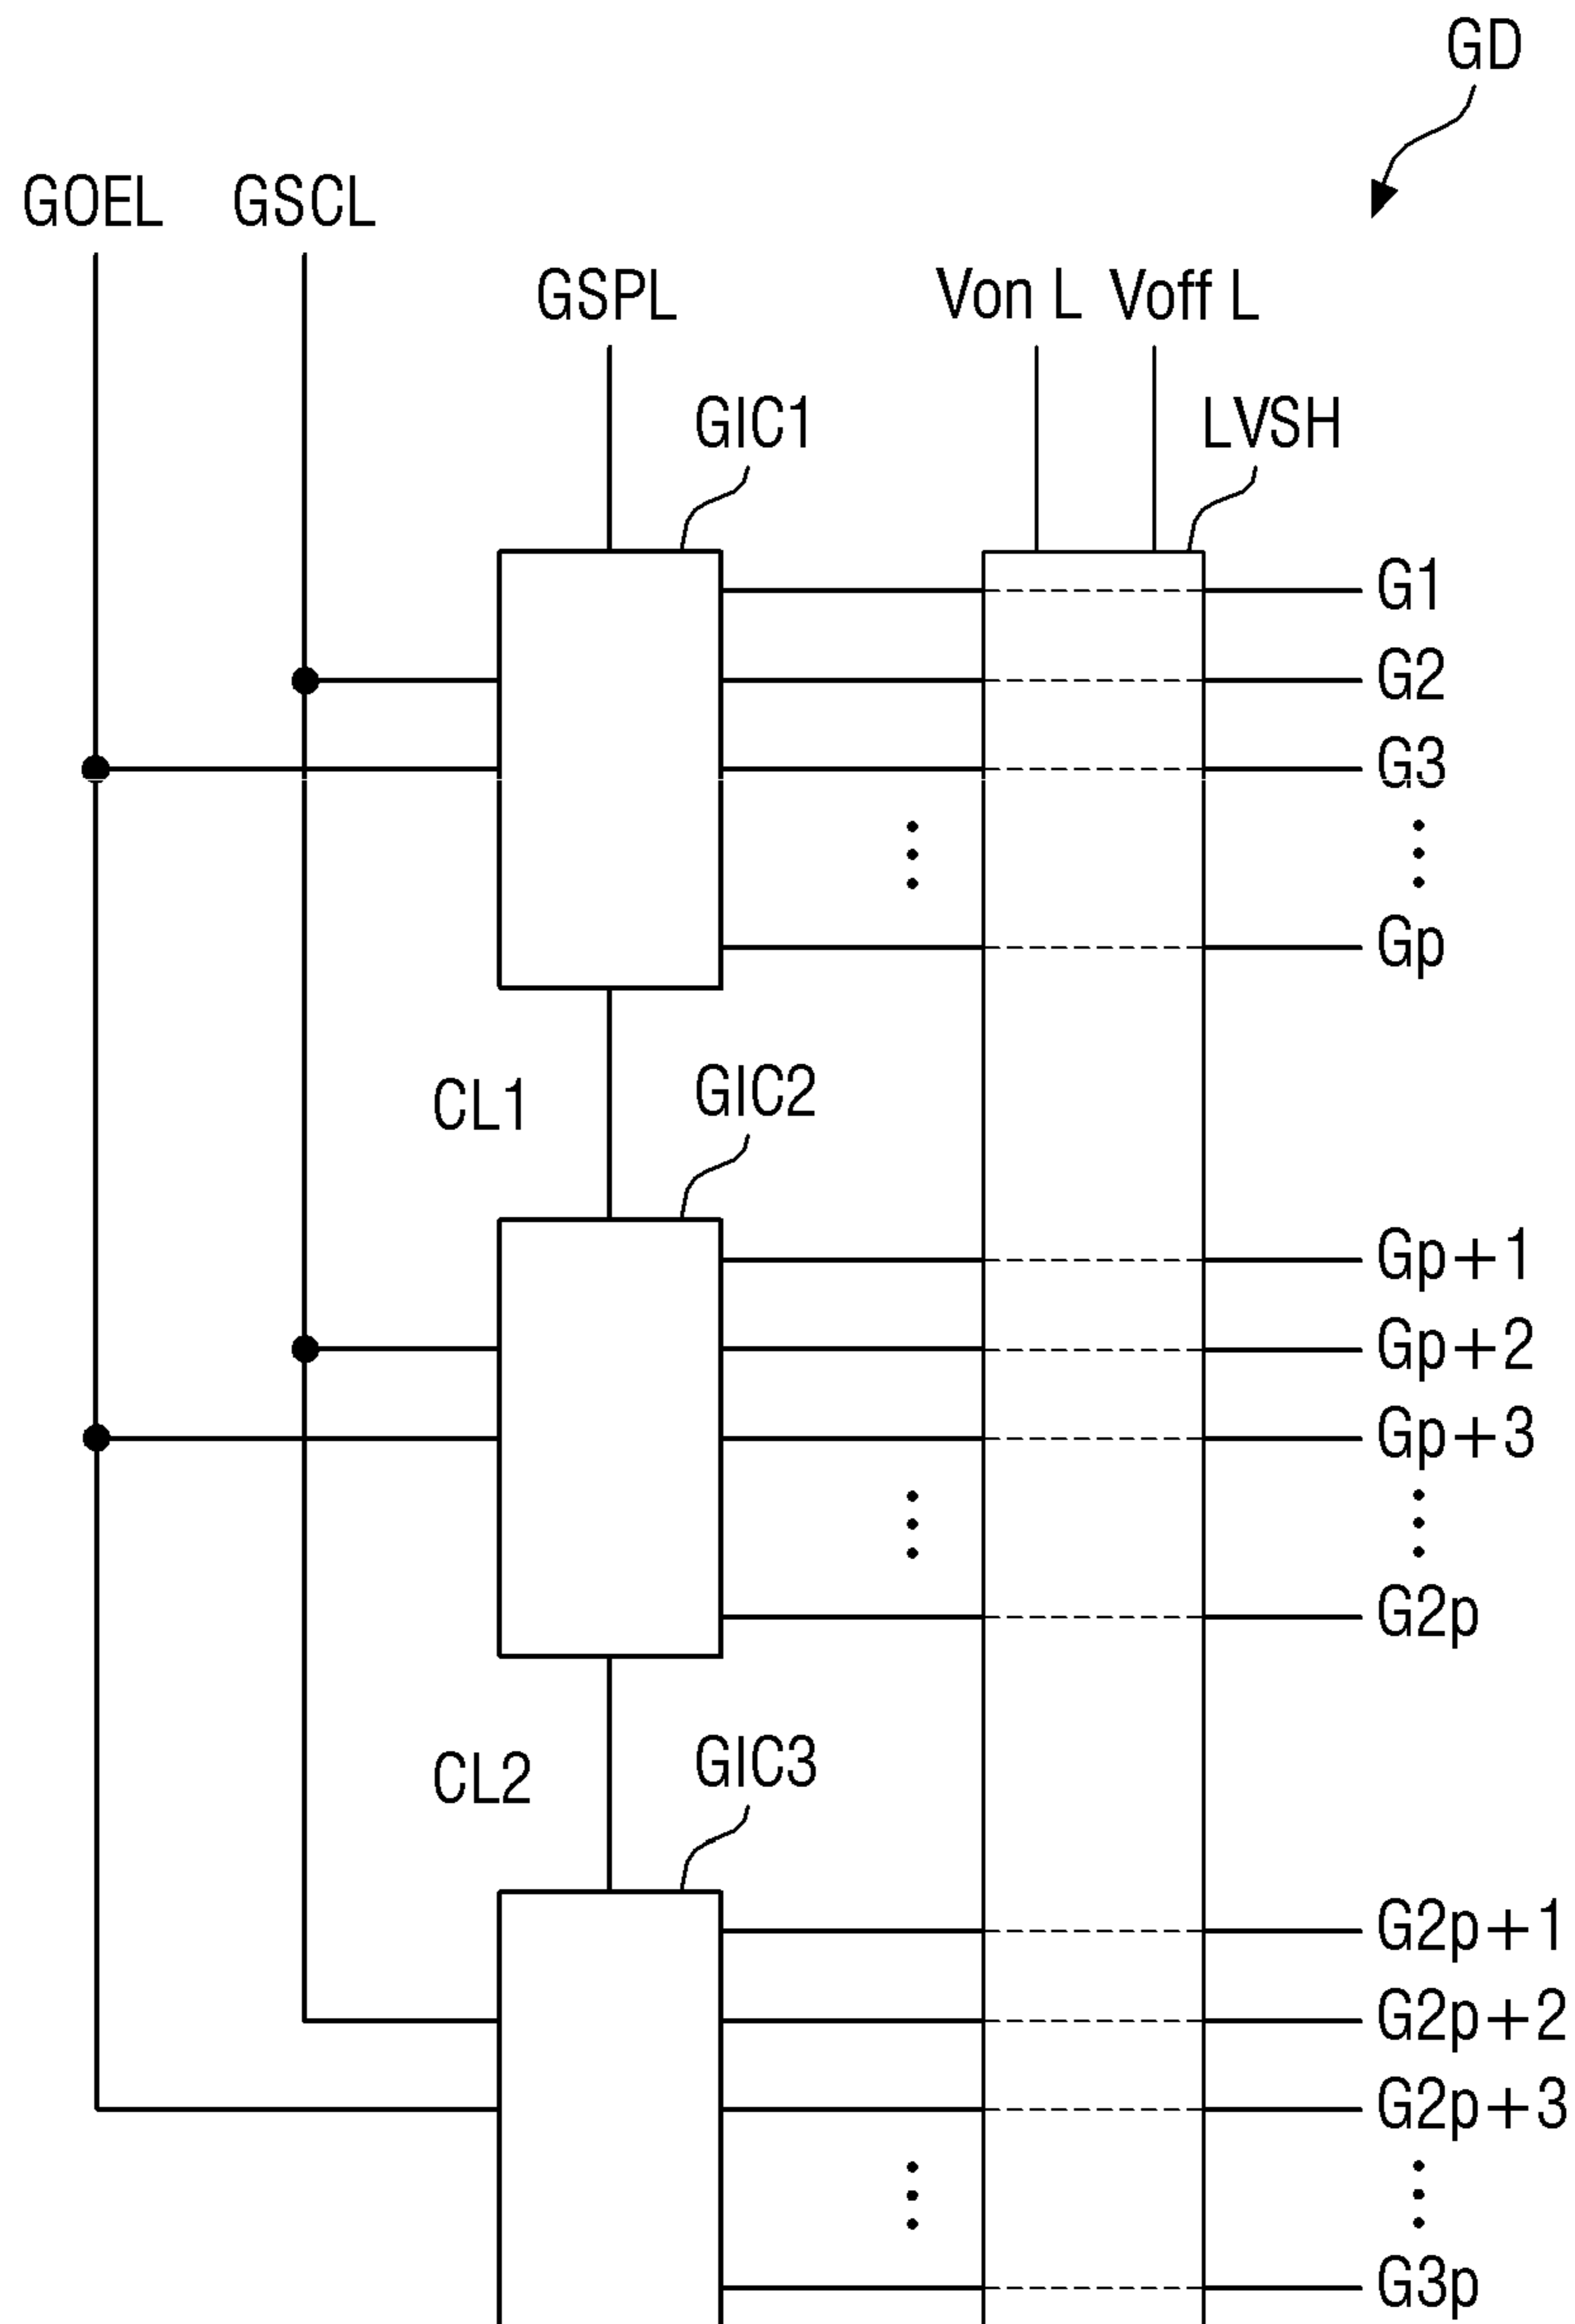 GD
GOEL GSCL
GSPL Von L Voff L
GIC1 LVSH
G1
G2
G3
Gp
CL1 GIC2
Gp+1
Gp+2
Gp+3
G2p
CL2 GIC3
G2p+1
G2p+2
G2p+3
G3p